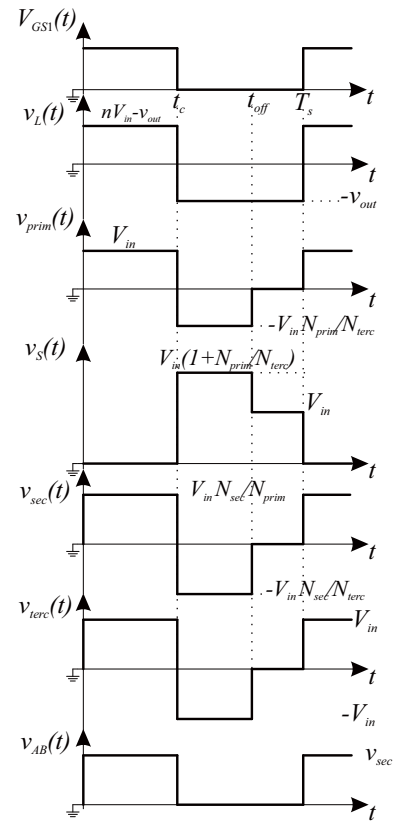 V_GS1(t)
t_c t_off T_s t
v_L(t) nV_in-v_out
t
-v_out
v_prim(t)
V_in
t
-V_in N_prim/N_terc
v_S(t) V_in(1+N_prim/N_terc)
V_in
t
v_sec(t) V_in N_sec/N_prim
t
-V_in N_sec/N_terc
v_terc(t)
V_in
t
-V_in
v_AB(t)
v_sec
t